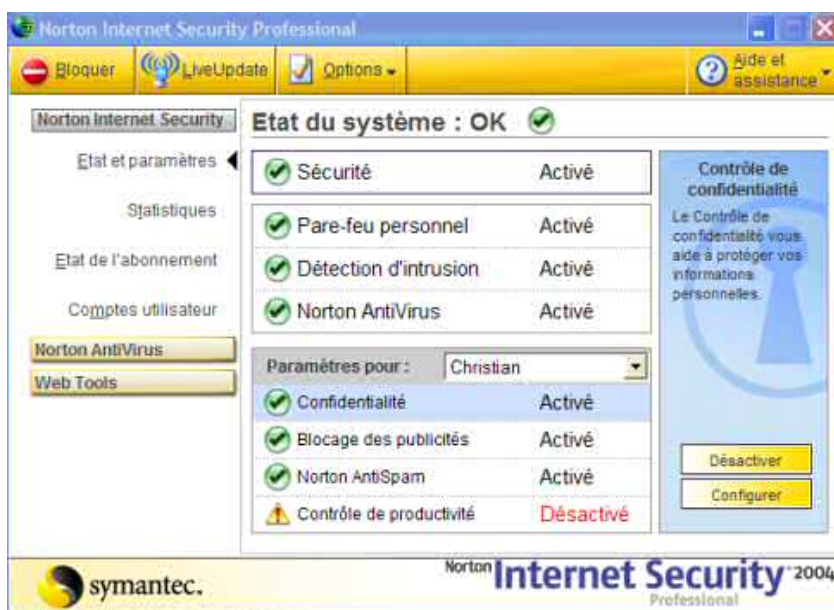 Norton Internet Security Professional
Bloquer
LiveUpdate
Options
Aide et
assistance
Norton Internet Security
Etat et paramètres
Statistiques
Etat de l'abonnement
Comptes utilisateur
Norton AntiVirus
Web Tools
Etat du système : OK
Sécurité Activé
Pare-feu personnel Activé
Détection d'intrusion Activé
Norton AntiVirus Activé
Paramètres pour : Christian
Confidentialité Activé
Blocage des publicités Activé
Norton AntiSpam Activé
Contrôle de productivité Désactivé
Contrôle de
confidentialité
Le Contrôle de
confidentialité vous
aide à protéger vos
informations
personnelles.
Désactiver
Configurer
symantec.
Norton Internet Security 2004
Professional